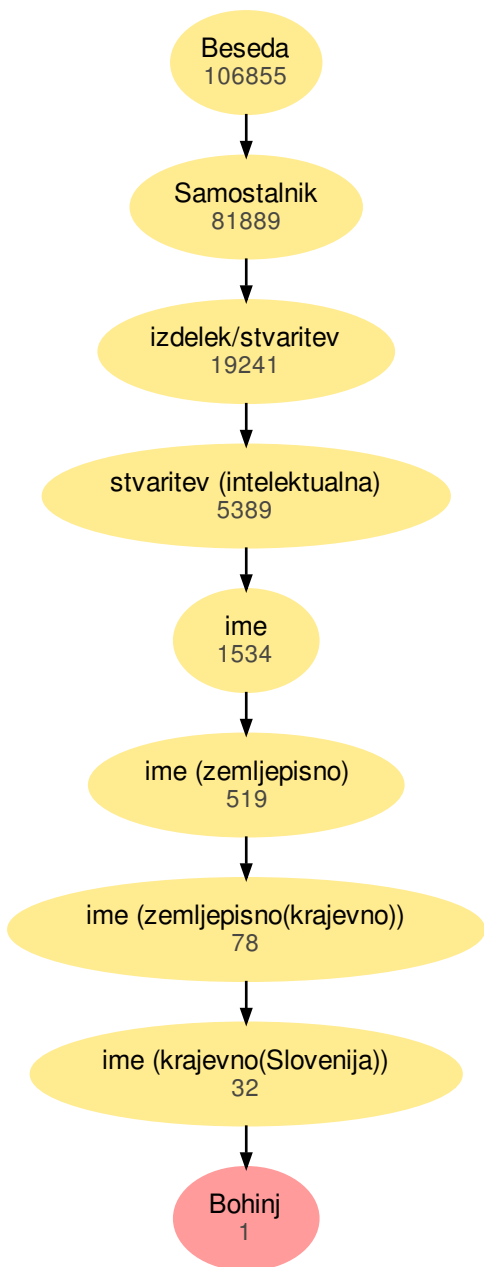 Beseda
106855
Samostalnik
81889
izdelek/stvaritev
19241
stvaritev (intelektualna)
5389
ime
1534
ime (zemljepisno)
519
ime (zemljepisno(krajevno))
78
ime (krajevno(Slovenija))
32
Bohinj
1